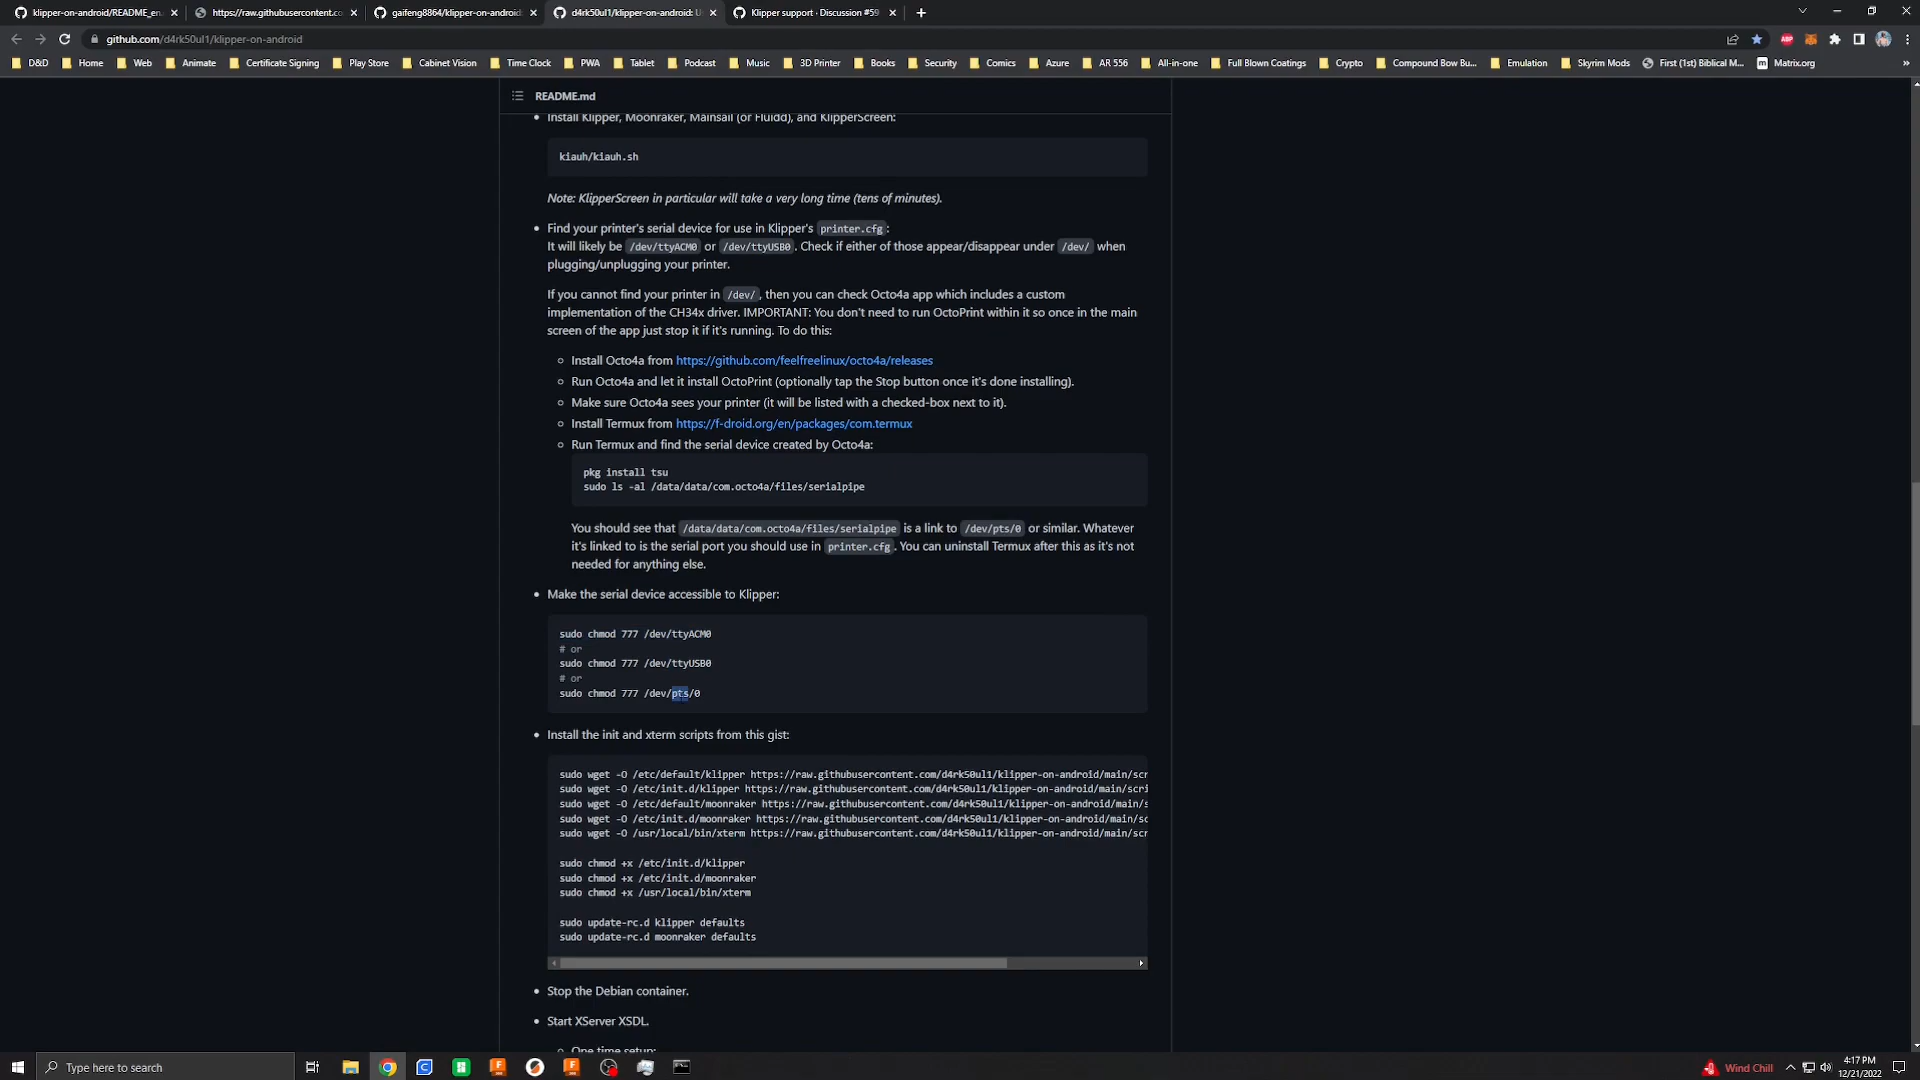 klipper-on-android/README_en.
https://raw.githubusercontent.co
gaifeng8864/klipper-on-android:
d4rk50ul1/klipper-on-android: U
Klipper support · Discussion #59
github.com/d4rk50ul1/klipper-on-android
D&D
Home
Web
Animate
Certificate Signing
Play Store
Cabinet Vision
Time Clock
PWA
Tablet
Podcast
Music
3D Printer
Books
Security
Comics
Azure
AR 556
All-in-one
Full Blown Coatings
Crypto
Compound Bow Bu...
Emulation
Skyrim Mods
First (1st) Biblical M...
Matrix.org
README.md
Install Klipper, Moonraker, Mainsail (or Fluidd), and KlipperScreen:
kiauh/kiauh.sh
Note: KlipperScreen in particular will take a very long time (tens of minutes).
Find your printer's serial device for use in Klipper's printer.cfg:
It will likely be /dev/ttyACM0 or /dev/ttyUSB0. Check if either of those appear/disappear under /dev/ when
plugging/unplugging your printer.
If you cannot find your printer in /dev/, then you can check Octo4a app which includes a custom
implementation of the CH34x driver. IMPORTANT: You don't need to run OctoPrint within it so once in the main
screen of the app just stop it if it's running. To do this:
Install Octo4a from https://github.com/feelfreelinux/octo4a/releases
Run Octo4a and let it install OctoPrint (optionally tap the Stop button once it's done installing).
Make sure Octo4a sees your printer (it will be listed with a checked-box next to it).
Install Termux from https://f-droid.org/en/packages/com.termux
Run Termux and find the serial device created by Octo4a:
pkg install tsu
sudo ls -al /data/data/com.octo4a/files/serialpipe
You should see that /data/data/com.octo4a/files/serialpipe is a link to /dev/pts/0 or similar. Whatever
it's linked to is the serial port you should use in printer.cfg. You can uninstall Termux after this as it's not
needed for anything else.
Make the serial device accessible to Klipper:
sudo chmod 777 /dev/ttyACM0
# or
sudo chmod 777 /dev/ttyUSB0
# or
sudo chmod 777 /dev/pts/0
Install the init and xterm scripts from this gist:
sudo wget -O /etc/default/klipper https://raw.githubusercontent.com/d4rk50ul1/klipper-on-android/main/scr
sudo wget -O /etc/init.d/klipper https://raw.githubusercontent.com/d4rk50ul1/klipper-on-android/main/scri
sudo wget -O /etc/default/moonraker https://raw.githubusercontent.com/d4rk50ul1/klipper-on-android/main/s
sudo wget -O /etc/init.d/moonraker https://raw.githubusercontent.com/d4rk50ul1/klipper-on-android/main/sc
sudo wget -O /usr/local/bin/xterm https://raw.githubusercontent.com/d4rk50ul1/klipper-on-android/main/scr
sudo chmod +x /etc/init.d/klipper
sudo chmod +x /etc/init.d/moonraker
sudo chmod +x /usr/local/bin/xterm
sudo update-rc.d klipper defaults
sudo update-rc.d moonraker defaults
Stop the Debian container.
Start XServer XSDL.
One time setup:
Type here to search
Wind Chill
4:17 PM
12/21/2022